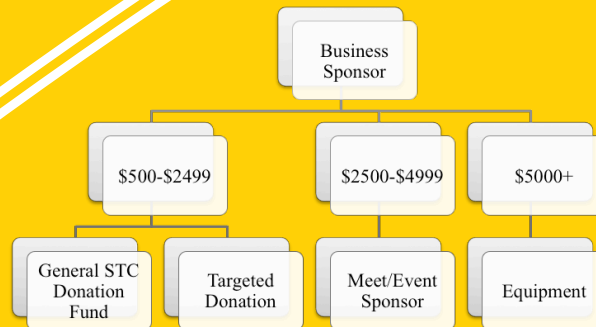 Business
Sponsor
$500-$2499
$2500-$4999
$5000+
General STC
Donation
Fund
Targeted
Donation
Meet/Event
Sponsor
Equipment